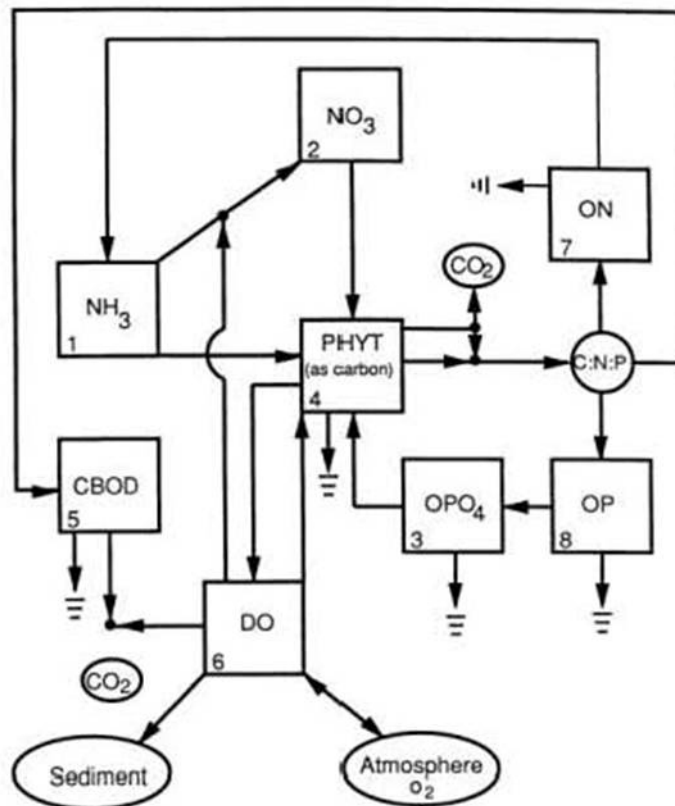 NO3
2
ON
7
CO2
NH3
1
PHYT
(as carbon)
4
C:N:P
CBOD
5
OPO4
3
OP
8
DO
6
CO2
Sediment
Atmosphere
O2